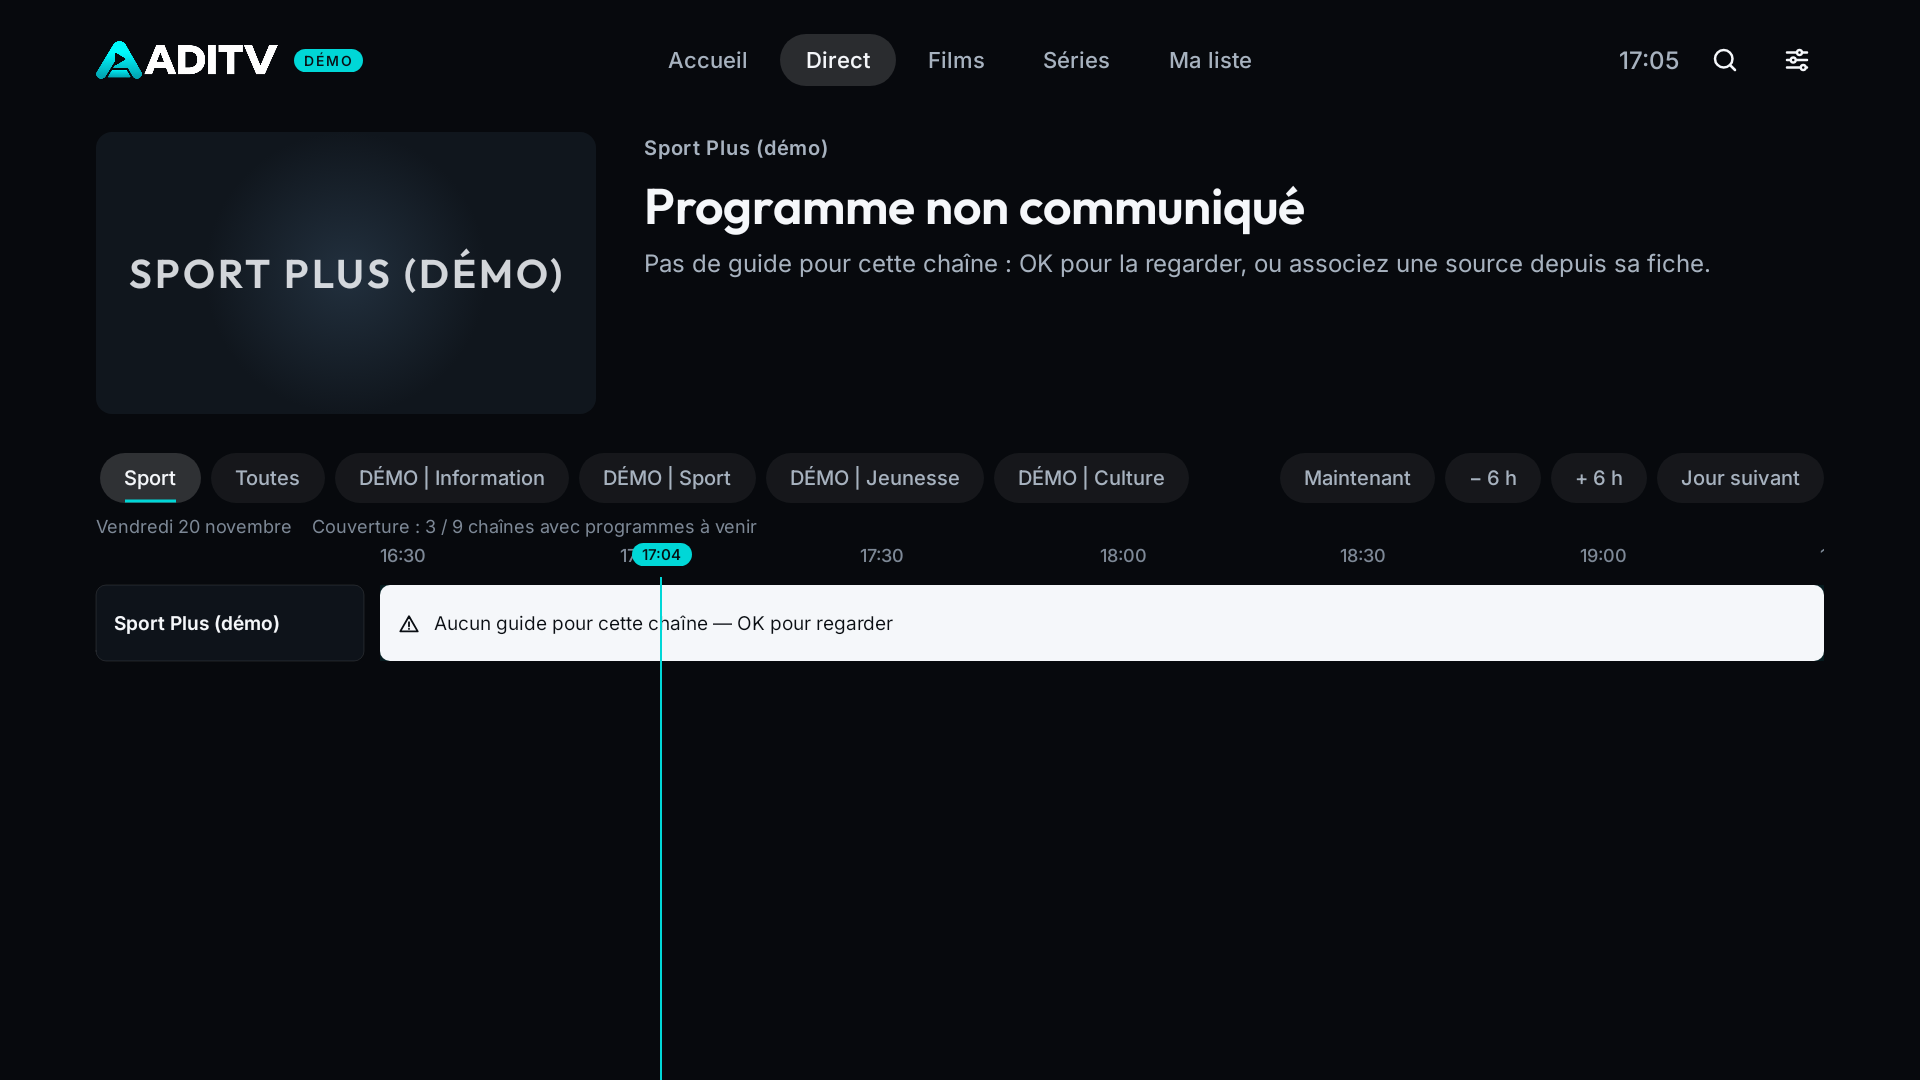 ADITV DÉMO
Accueil Direct Films Séries Ma liste
17:05
SPORT PLUS (DÉMO)
Sport Plus (démo)
Programme non communiqué
Pas de guide pour cette chaîne : OK pour la regarder, ou associez une source depuis sa fiche.
Sport Toutes DÉMO | Information DÉMO | Sport DÉMO | Jeunesse DÉMO | Culture Maintenant − 6 h + 6 h Jour suivant
Vendredi 20 novembre Couverture : 3 / 9 chaînes avec programmes à venir
16:30 17:04 17:30 18:00 18:30 19:00
Sport Plus (démo)
Aucun guide pour cette chaîne — OK pour regarder